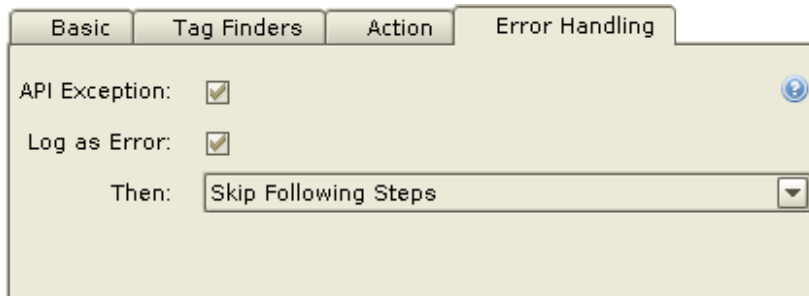 Basic Tag Finders Action Error Handling
API Exception:
?
Log as Error:
Then: Skip Following Steps